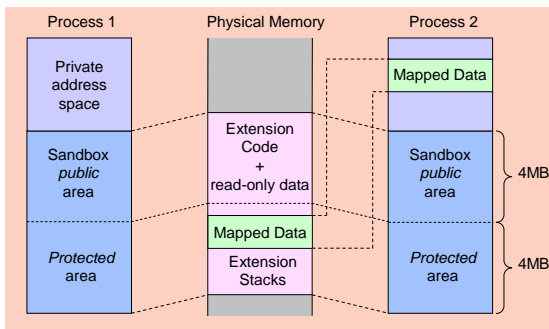 Process 1
Physical Memory
Process 2
Private
address
space
Mapped Data
Extension
Code
+
read-only data
Sandbox
public
area
Sandbox
public
area
4MB
Mapped Data
Protected
area
Extension
Stacks
Protected
area
4MB